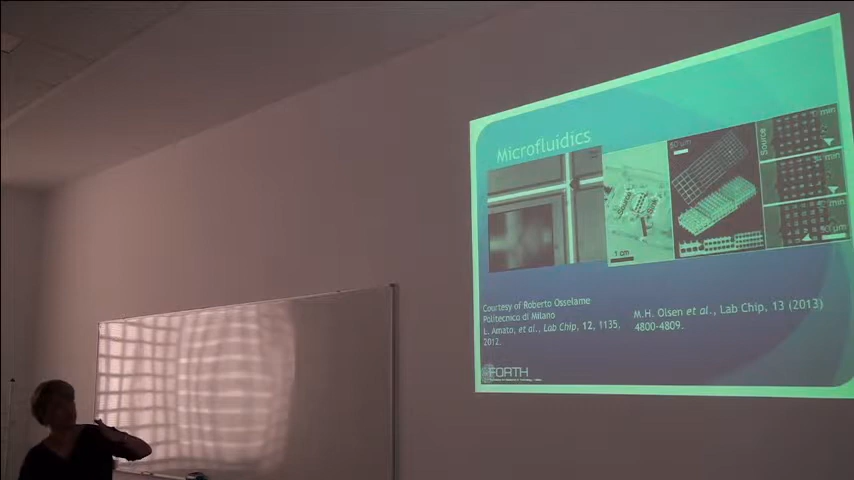 Microfluidics
50 μm
Source
1 min
1 cm
Courtesy of Roberto Osselame
Politecnico di Milano
L. Amato, et al., Lab Chip, 12, 1135,
2012.
M.H. Olsen et al., Lab Chip, 13 (2013)
4800-4809.
FORTH